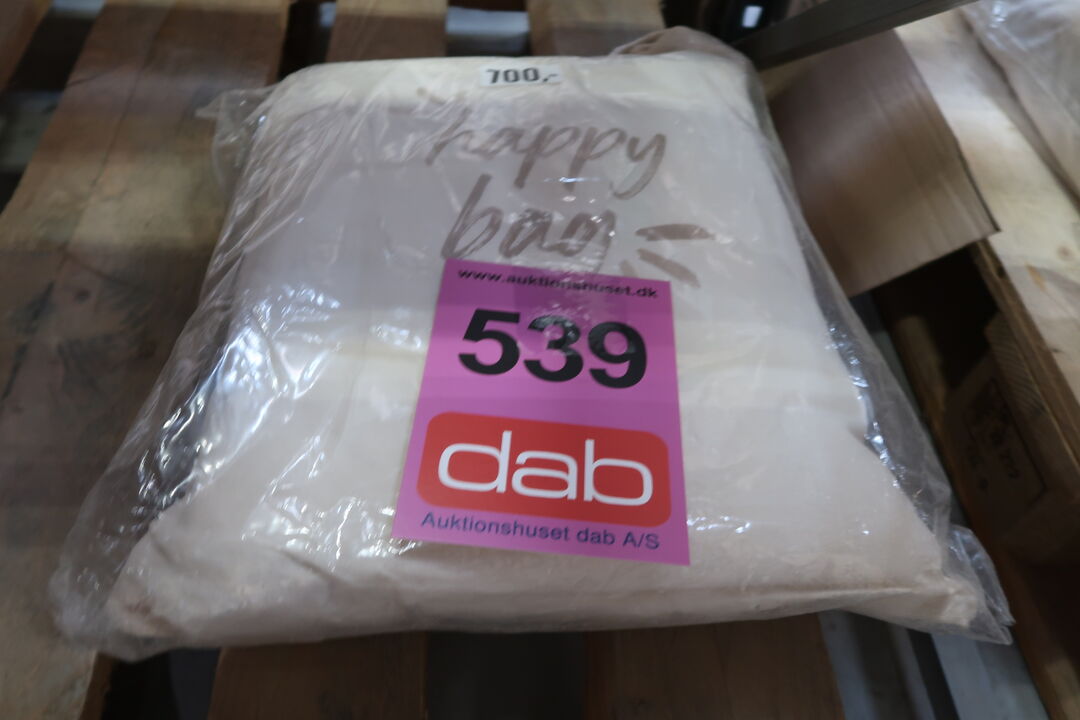 700,-
happy
bag
www.auktionshuset.dk
539
dab
Auktionshuset dab A/S